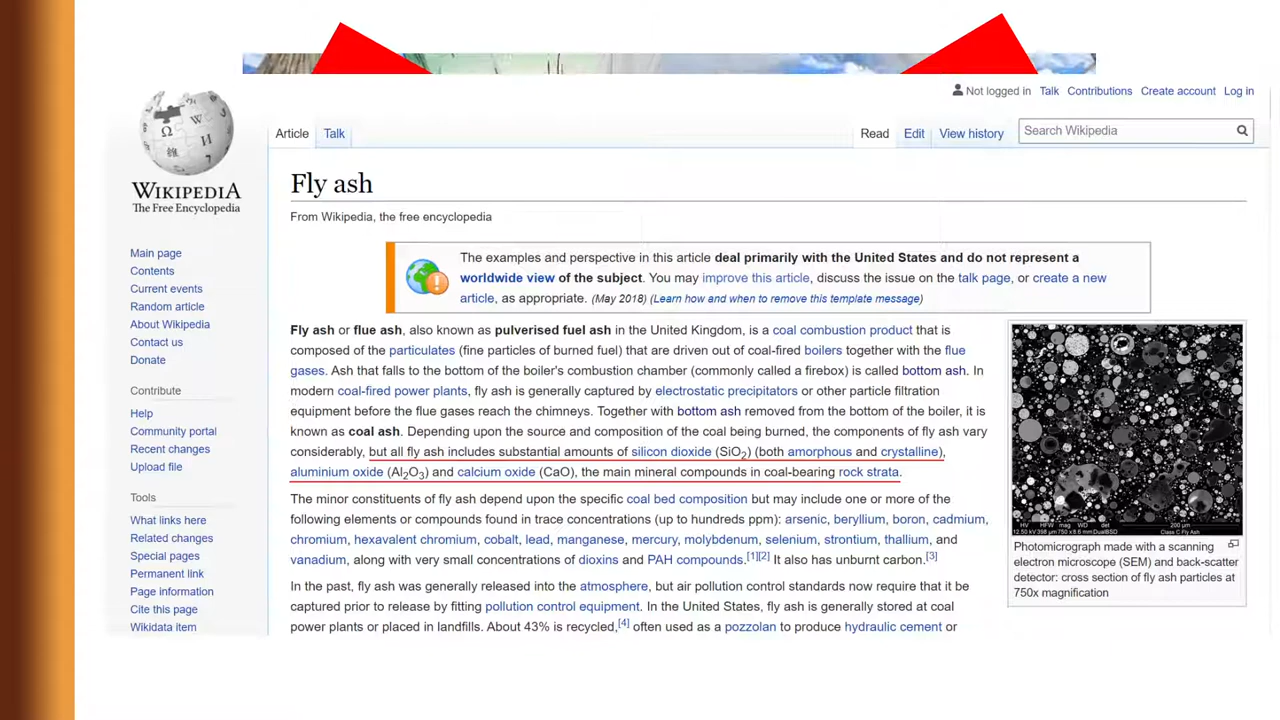 Not logged in Talk Contributions Create account Log in
Article Talk Read Edit View history Search Wikipedia
WIKIPEDIA
The Free Encyclopedia
Main page
Contents
Current events
Random article
About Wikipedia
Contact us
Donate
Contribute
Help
Community portal
Recent changes
Upload file
Tools
What links here
Related changes
Special pages
Permanent link
Page information
Cite this page
Wikidata item
Fly ash
From Wikipedia, the free encyclopedia
The examples and perspective in this article deal primarily with the United States and do not represent a
worldwide view of the subject. You may improve this article, discuss the issue on the talk page, or create a new
article, as appropriate. (May 2018) (Learn how and when to remove this template message)
Fly ash or flue ash, also known as pulverised fuel ash in the United Kingdom, is a coal combustion product that is
composed of the particulates (fine particles of burned fuel) that are driven out of coal-fired boilers together with the flue
gases. Ash that falls to the bottom of the boiler's combustion chamber (commonly called a firebox) is called bottom ash. In
modern coal-fired power plants, fly ash is generally captured by electrostatic precipitators or other particle filtration
equipment before the flue gases reach the chimneys. Together with bottom ash removed from the bottom of the boiler, it is
known as coal ash. Depending upon the source and composition of the coal being burned, the components of fly ash vary
considerably, but all fly ash includes substantial amounts of silicon dioxide (SiO2) (both amorphous and crystalline),
aluminium oxide (Al2O3) and calcium oxide (CaO), the main mineral compounds in coal-bearing rock strata.
The minor constituents of fly ash depend upon the specific coal bed composition but may include one or more of the
following elements or compounds found in trace concentrations (up to hundreds ppm): arsenic, beryllium, boron, cadmium,
chromium, hexavalent chromium, cobalt, lead, manganese, mercury, molybdenum, selenium, strontium, thallium, and
vanadium, along with very small concentrations of dioxins and PAH compounds.[1][2] It also has unburnt carbon.[3]
In the past, fly ash was generally released into the atmosphere, but air pollution control standards now require that it be
captured prior to release by fitting pollution control equipment. In the United States, fly ash is generally stored at coal
power plants or placed in landfills. About 43% is recycled,[4] often used as a pozzolan to produce hydraulic cement or
200 µm
Class C Fly Ash
Photomicrograph made with a scanning
electron microscope (SEM) and back-scatter
detector: cross section of fly ash particles at
750x magnification